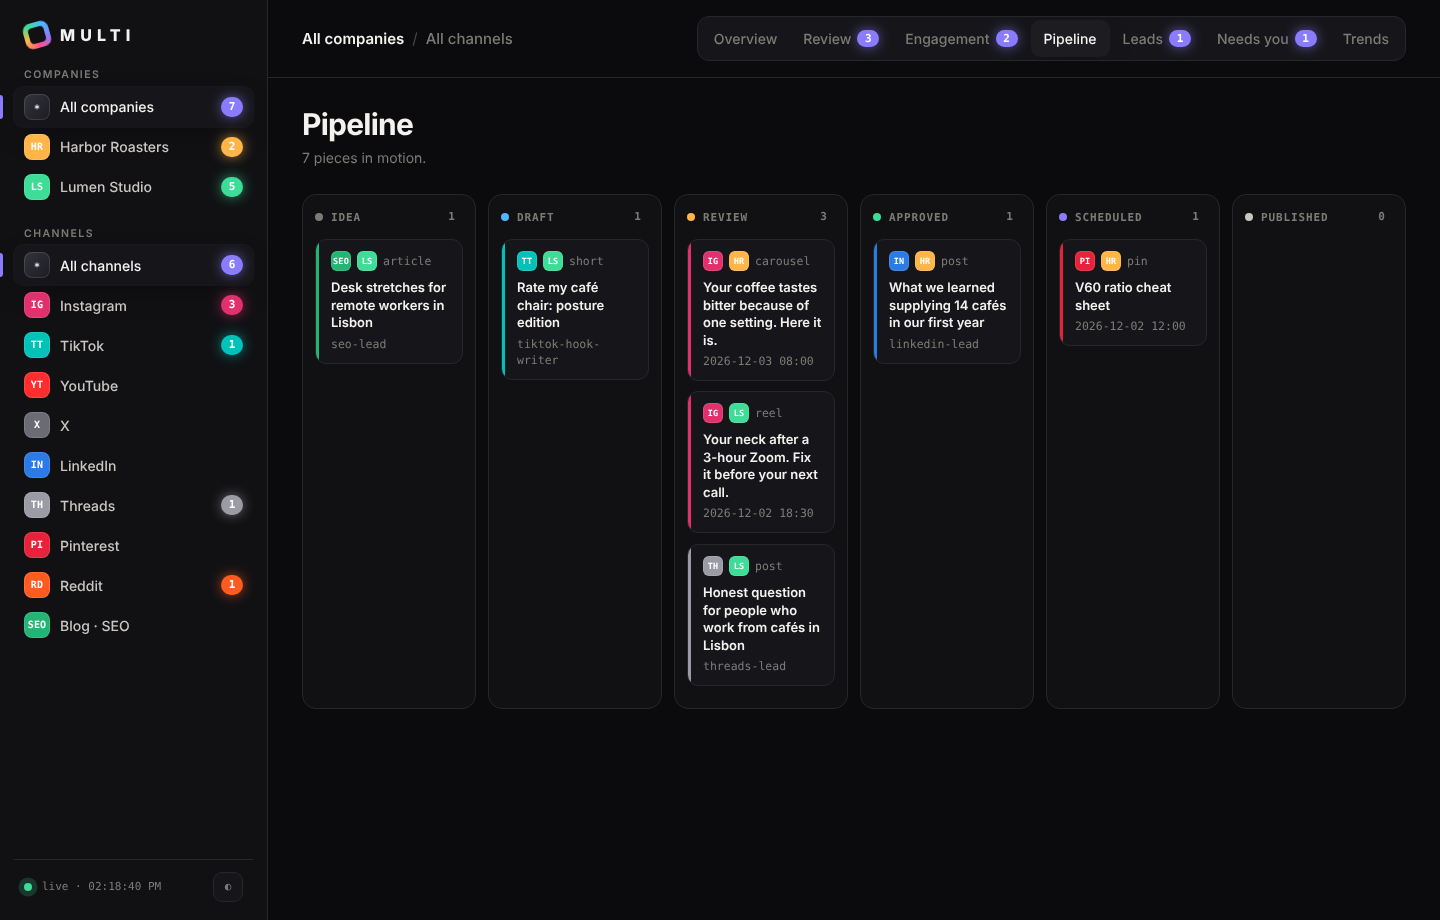 MULTI
COMPANIES
All companies 7
HR Harbor Roasters 2
LS Lumen Studio 5
CHANNELS
All channels 6
IG Instagram 3
TT TikTok 1
YT YouTube
X X
IN LinkedIn
TH Threads 1
PI Pinterest
RD Reddit 1
SEO Blog · SEO
live · 02:18:40 PM
All companies / All channels
Overview Review 3 Engagement 2 Pipeline Leads 1 Needs you 1 Trends
Pipeline
7 pieces in motion.
IDEA 1
SEO LS article
Desk stretches for
remote workers in
Lisbon
seo-lead
DRAFT 1
TT LS short
Rate my café
chair: posture
edition
tiktok-hook-
writer
REVIEW 3
IG HR carousel
Your coffee tastes
bitter because of
one setting. Here it
is.
2026-12-03 08:00
IG LS reel
Your neck after a
3-hour Zoom. Fix
it before your next
call.
2026-12-02 18:30
TH LS post
Honest question
for people who
work from cafés in
Lisbon
threads-lead
APPROVED 1
IN HR post
What we learned
supplying 14 cafés
in our first year
linkedin-lead
SCHEDULED 1
PI HR pin
V60 ratio cheat
sheet
2026-12-02 12:00
PUBLISHED 0